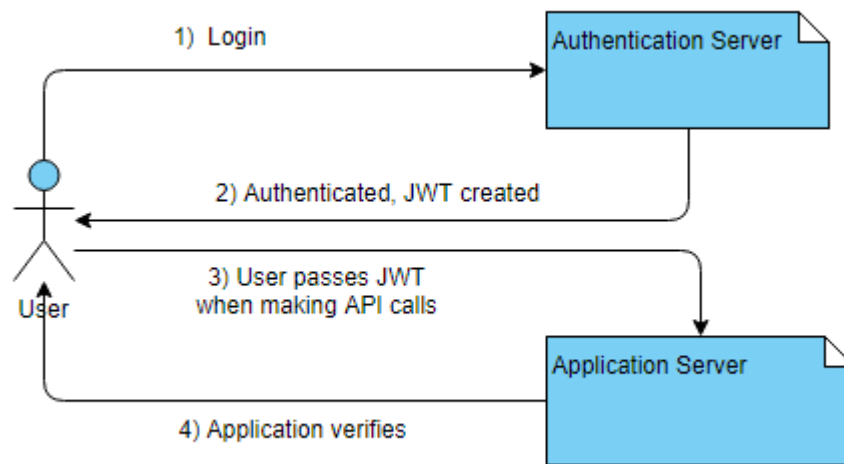 1) Login
Authentication Server
2) Authenticated, JWT created
3) User passes JWT
when making API calls
User
Application Server
4) Application verifies